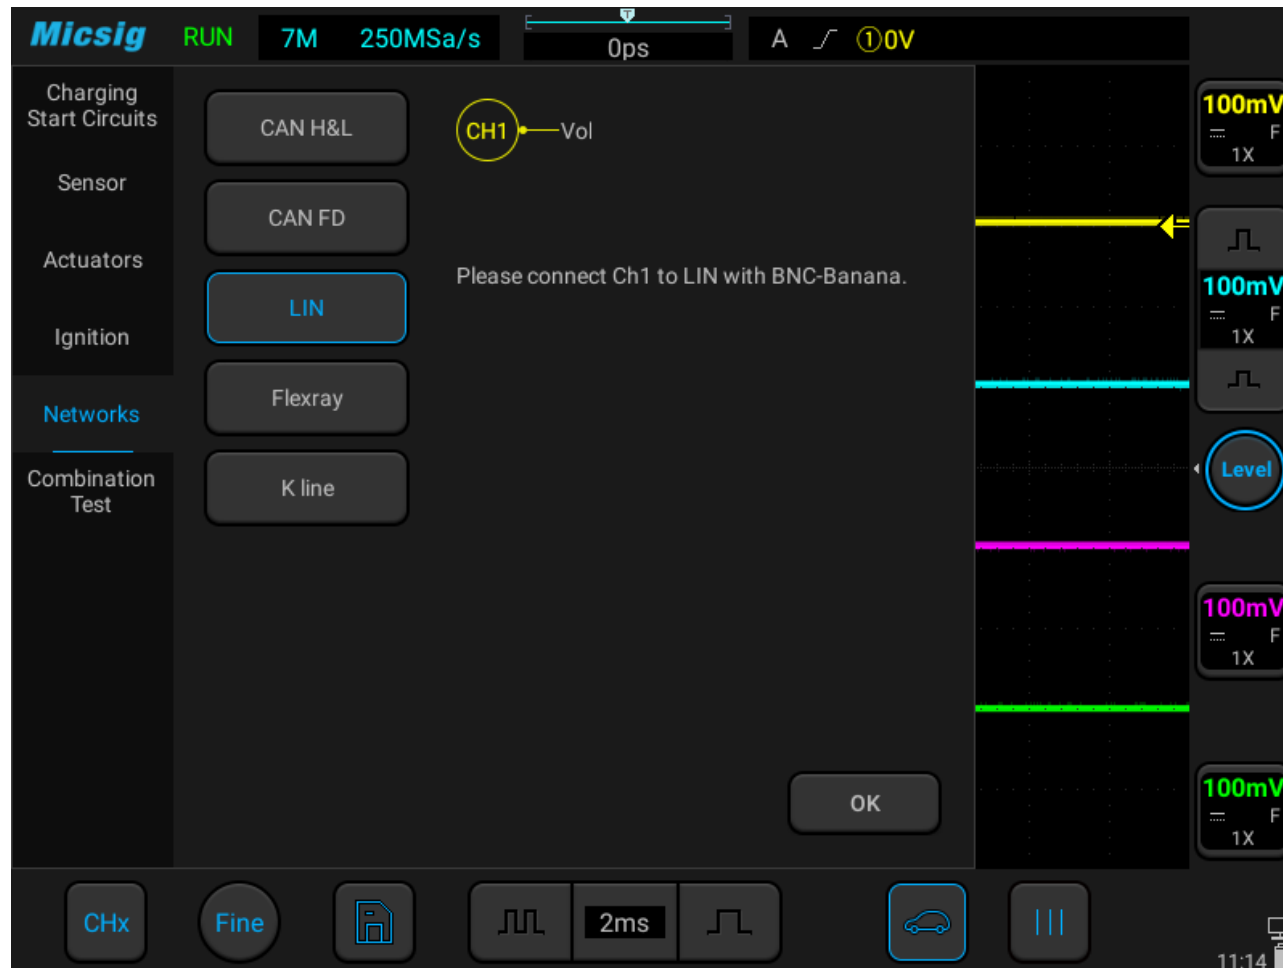 Micsig RUN 7M 250MSa/s T 0ps A ①0V
Charging
Start Circuits
Sensor
Actuators
Ignition
Networks
Combination
Test
CAN H&L
CAN FD
LIN
Flexray
K line
CH1 Vol
Please connect Ch1 to LIN with BNC-Banana.
OK
100mV
F
1X
100mV
F
1X
Level
100mV
F
1X
100mV
F
1X
CHx Fine 2ms
11:14